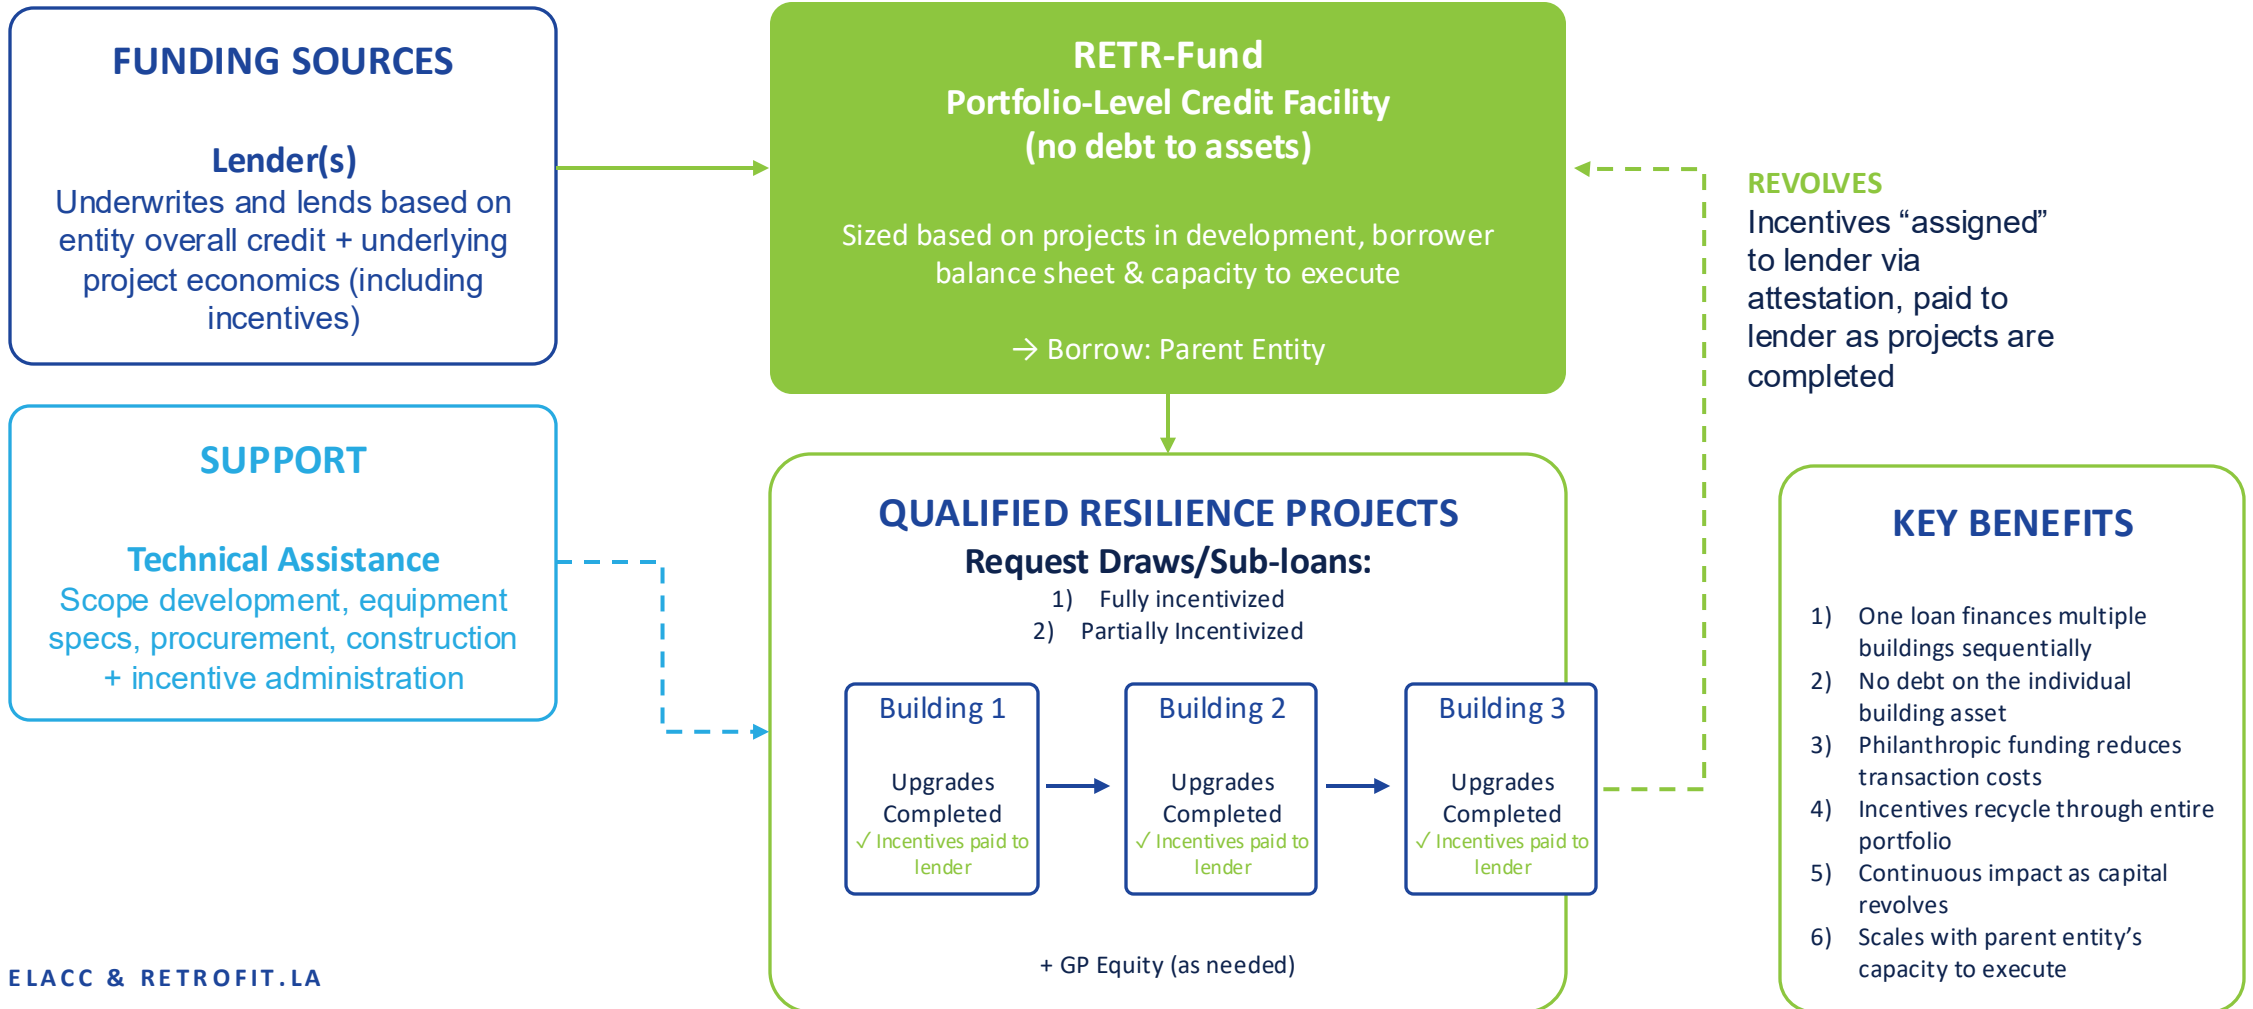 FUNDING SOURCES
Lender(s)
Underwrites and lends based on
entity overall credit + underlying
project economics (including
incentives)
SUPPORT
Technical Assistance
Scope development, equipment
specs, procurement, construction
+ incentive administration
ELACC & RETROFIT.LA
RETR-Fund
Portfolio-Level Credit Facility
(no debt to assets)
Sized based on projects in development, borrower
balance sheet & capacity to execute
→ Borrow: Parent Entity
QUALIFIED RESILIENCE PROJECTS
Request Draws/Sub-loans:
1) Fully incentivized
2) Partially Incentivized
Building 1
Upgrades
Completed
✓ Incentives paid to
lender
Building 2
Upgrades
Completed
✓ Incentives paid to
lender
Building 3
Upgrades
Completed
✓ Incentives paid to
lender
+ GP Equity (as needed)
REVOLVES
Incentives “assigned”
to lender via
attestation, paid to
lender as projects are
completed
KEY BENEFITS
1) One loan finances multiple
buildings sequentially
2) No debt on the individual
building asset
3) Philanthropic funding reduces
transaction costs
4) Incentives recycle through entire
portfolio
5) Continuous impact as capital
revolves
6) Scales with parent entity’s
capacity to execute